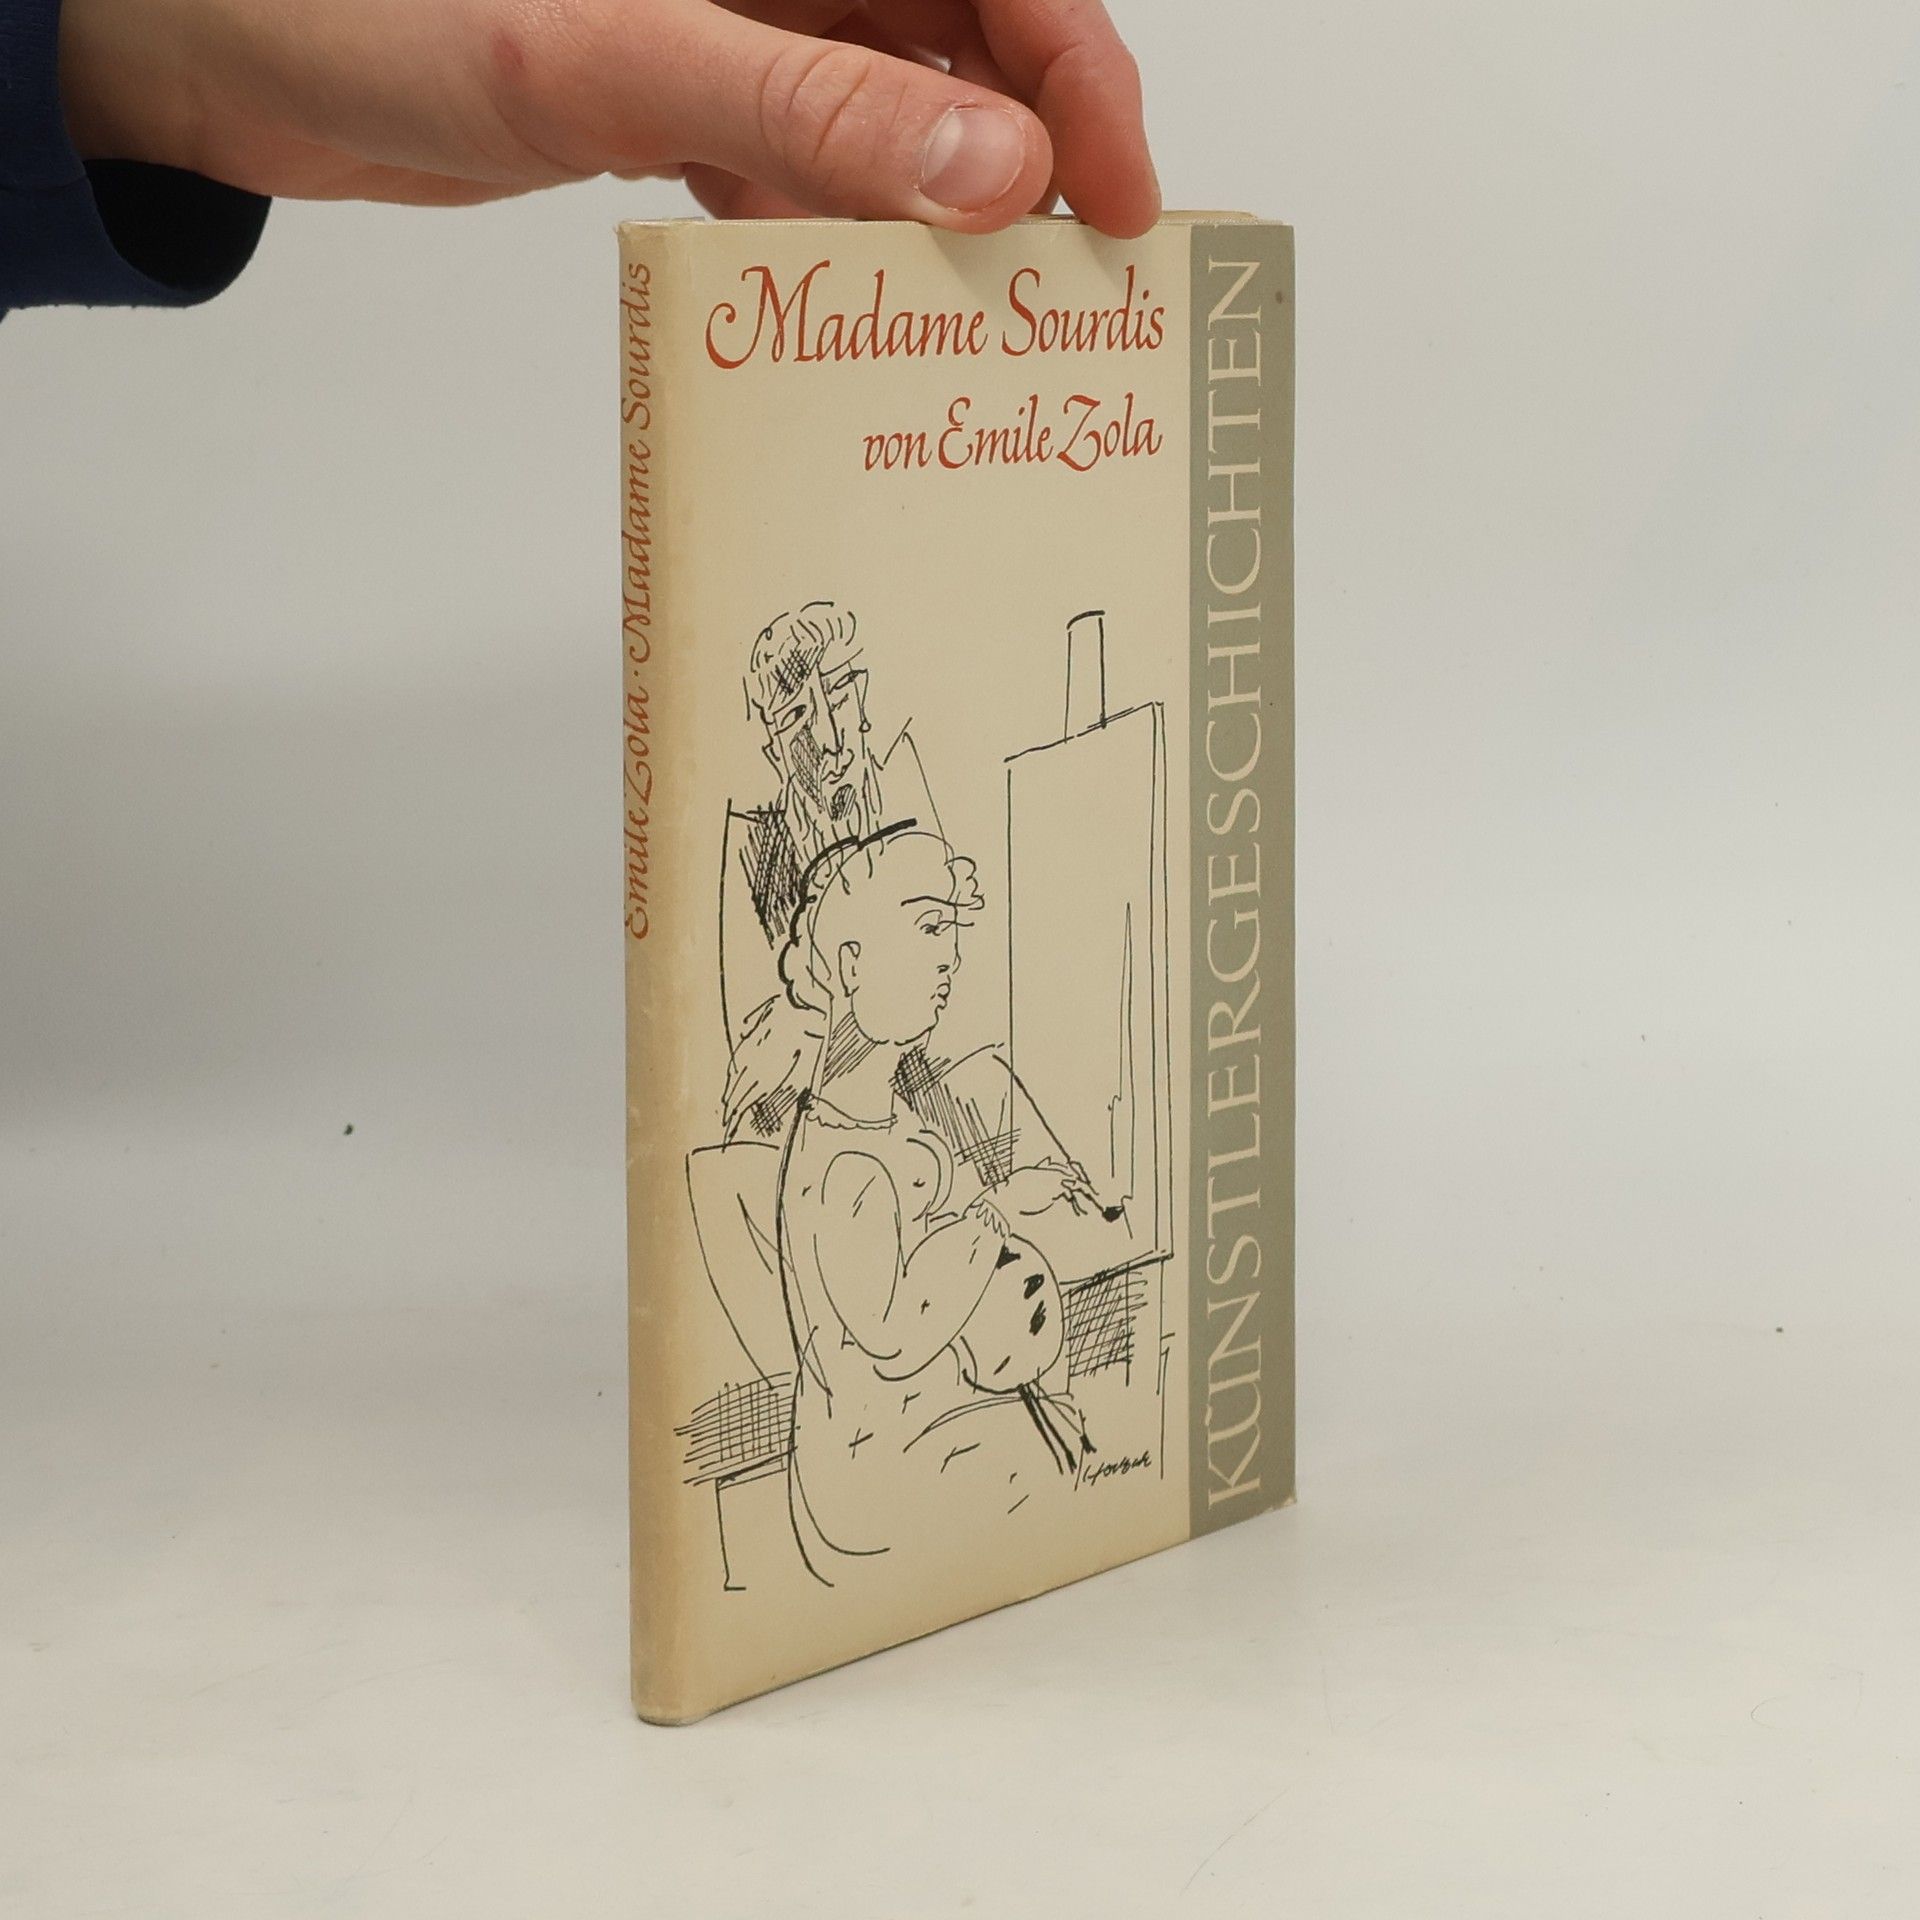 Madame Sourdis
von Emile Zola
KÜNSTLERGESCHICHTEN
Emile Zola · Madame Sourdis